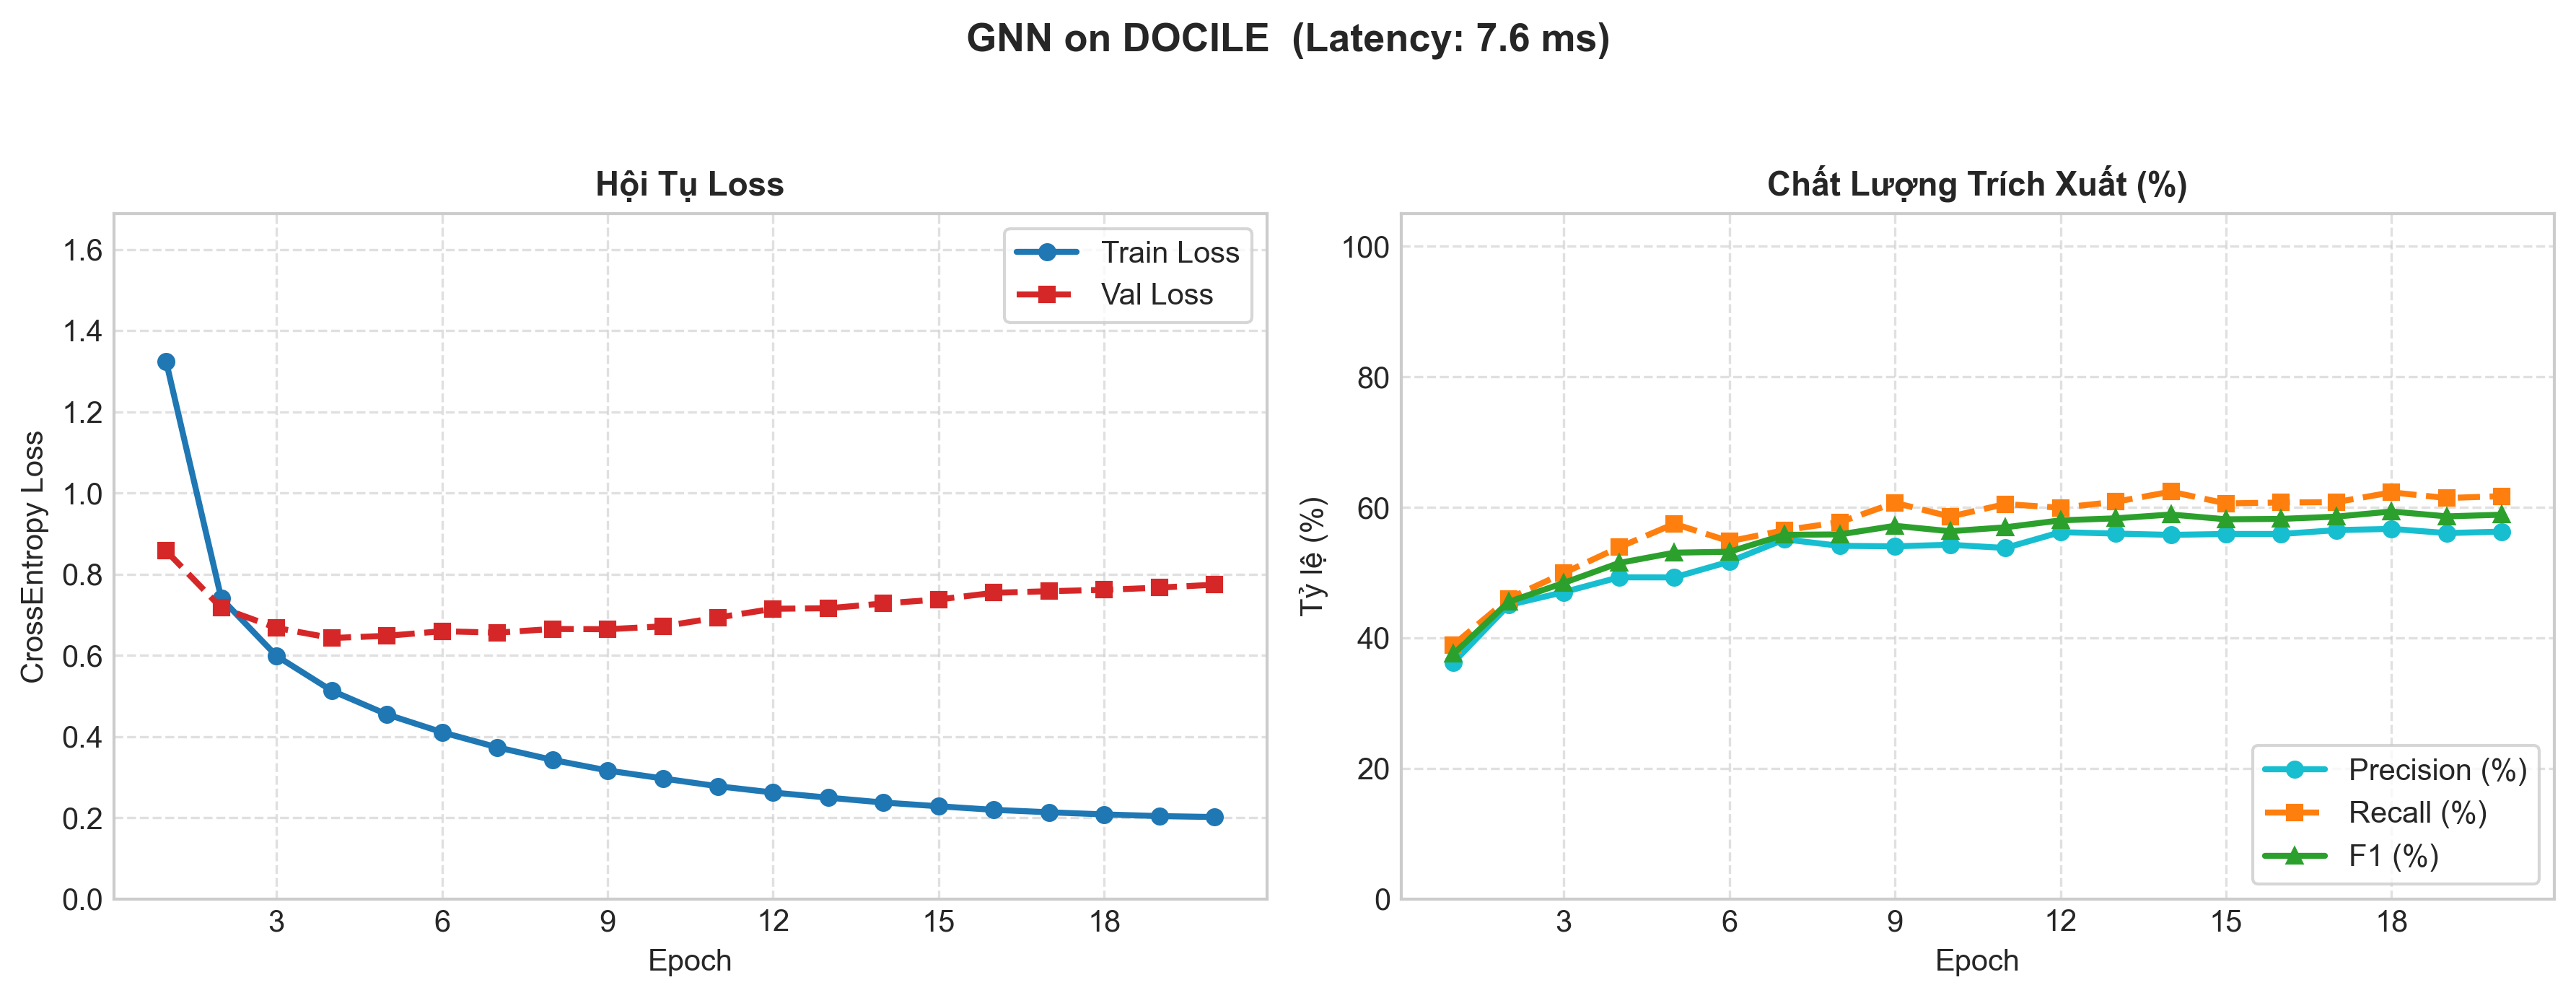 GNN on DOCILE (Latency: 7.6 ms)
Hội Tụ Loss
CrossEntropy Loss
1.6
1.4
1.2
1.0
0.8
0.6
0.4
0.2
0.0
3 6 9 12 15 18
Epoch
Train Loss
Val Loss
Chất Lượng Trích Xuất (%)
Tỷ lệ (%)
100
80
60
40
20
0
3 6 9 12 15 18
Epoch
Precision (%)
Recall (%)
F1 (%)